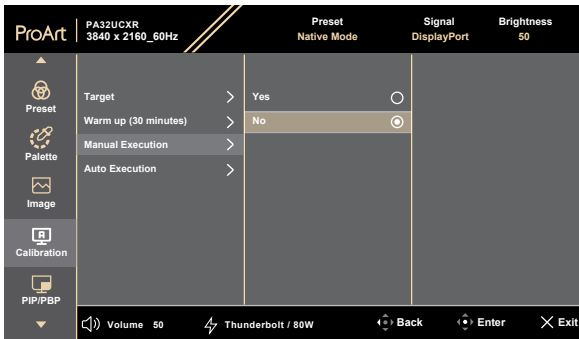 ProArt
PA32UCXR
3840 x 2160_60Hz
Preset
Native Mode
Signal
DisplayPort
Brightness
50
Preset
Palette
Image
A
Calibration
PIP/PBP
Target
Warm up (30 minutes)
Manual Execution
Auto Execution
Yes
No
Volume 50
Thunderbolt / 80W
Back
Enter
Exit